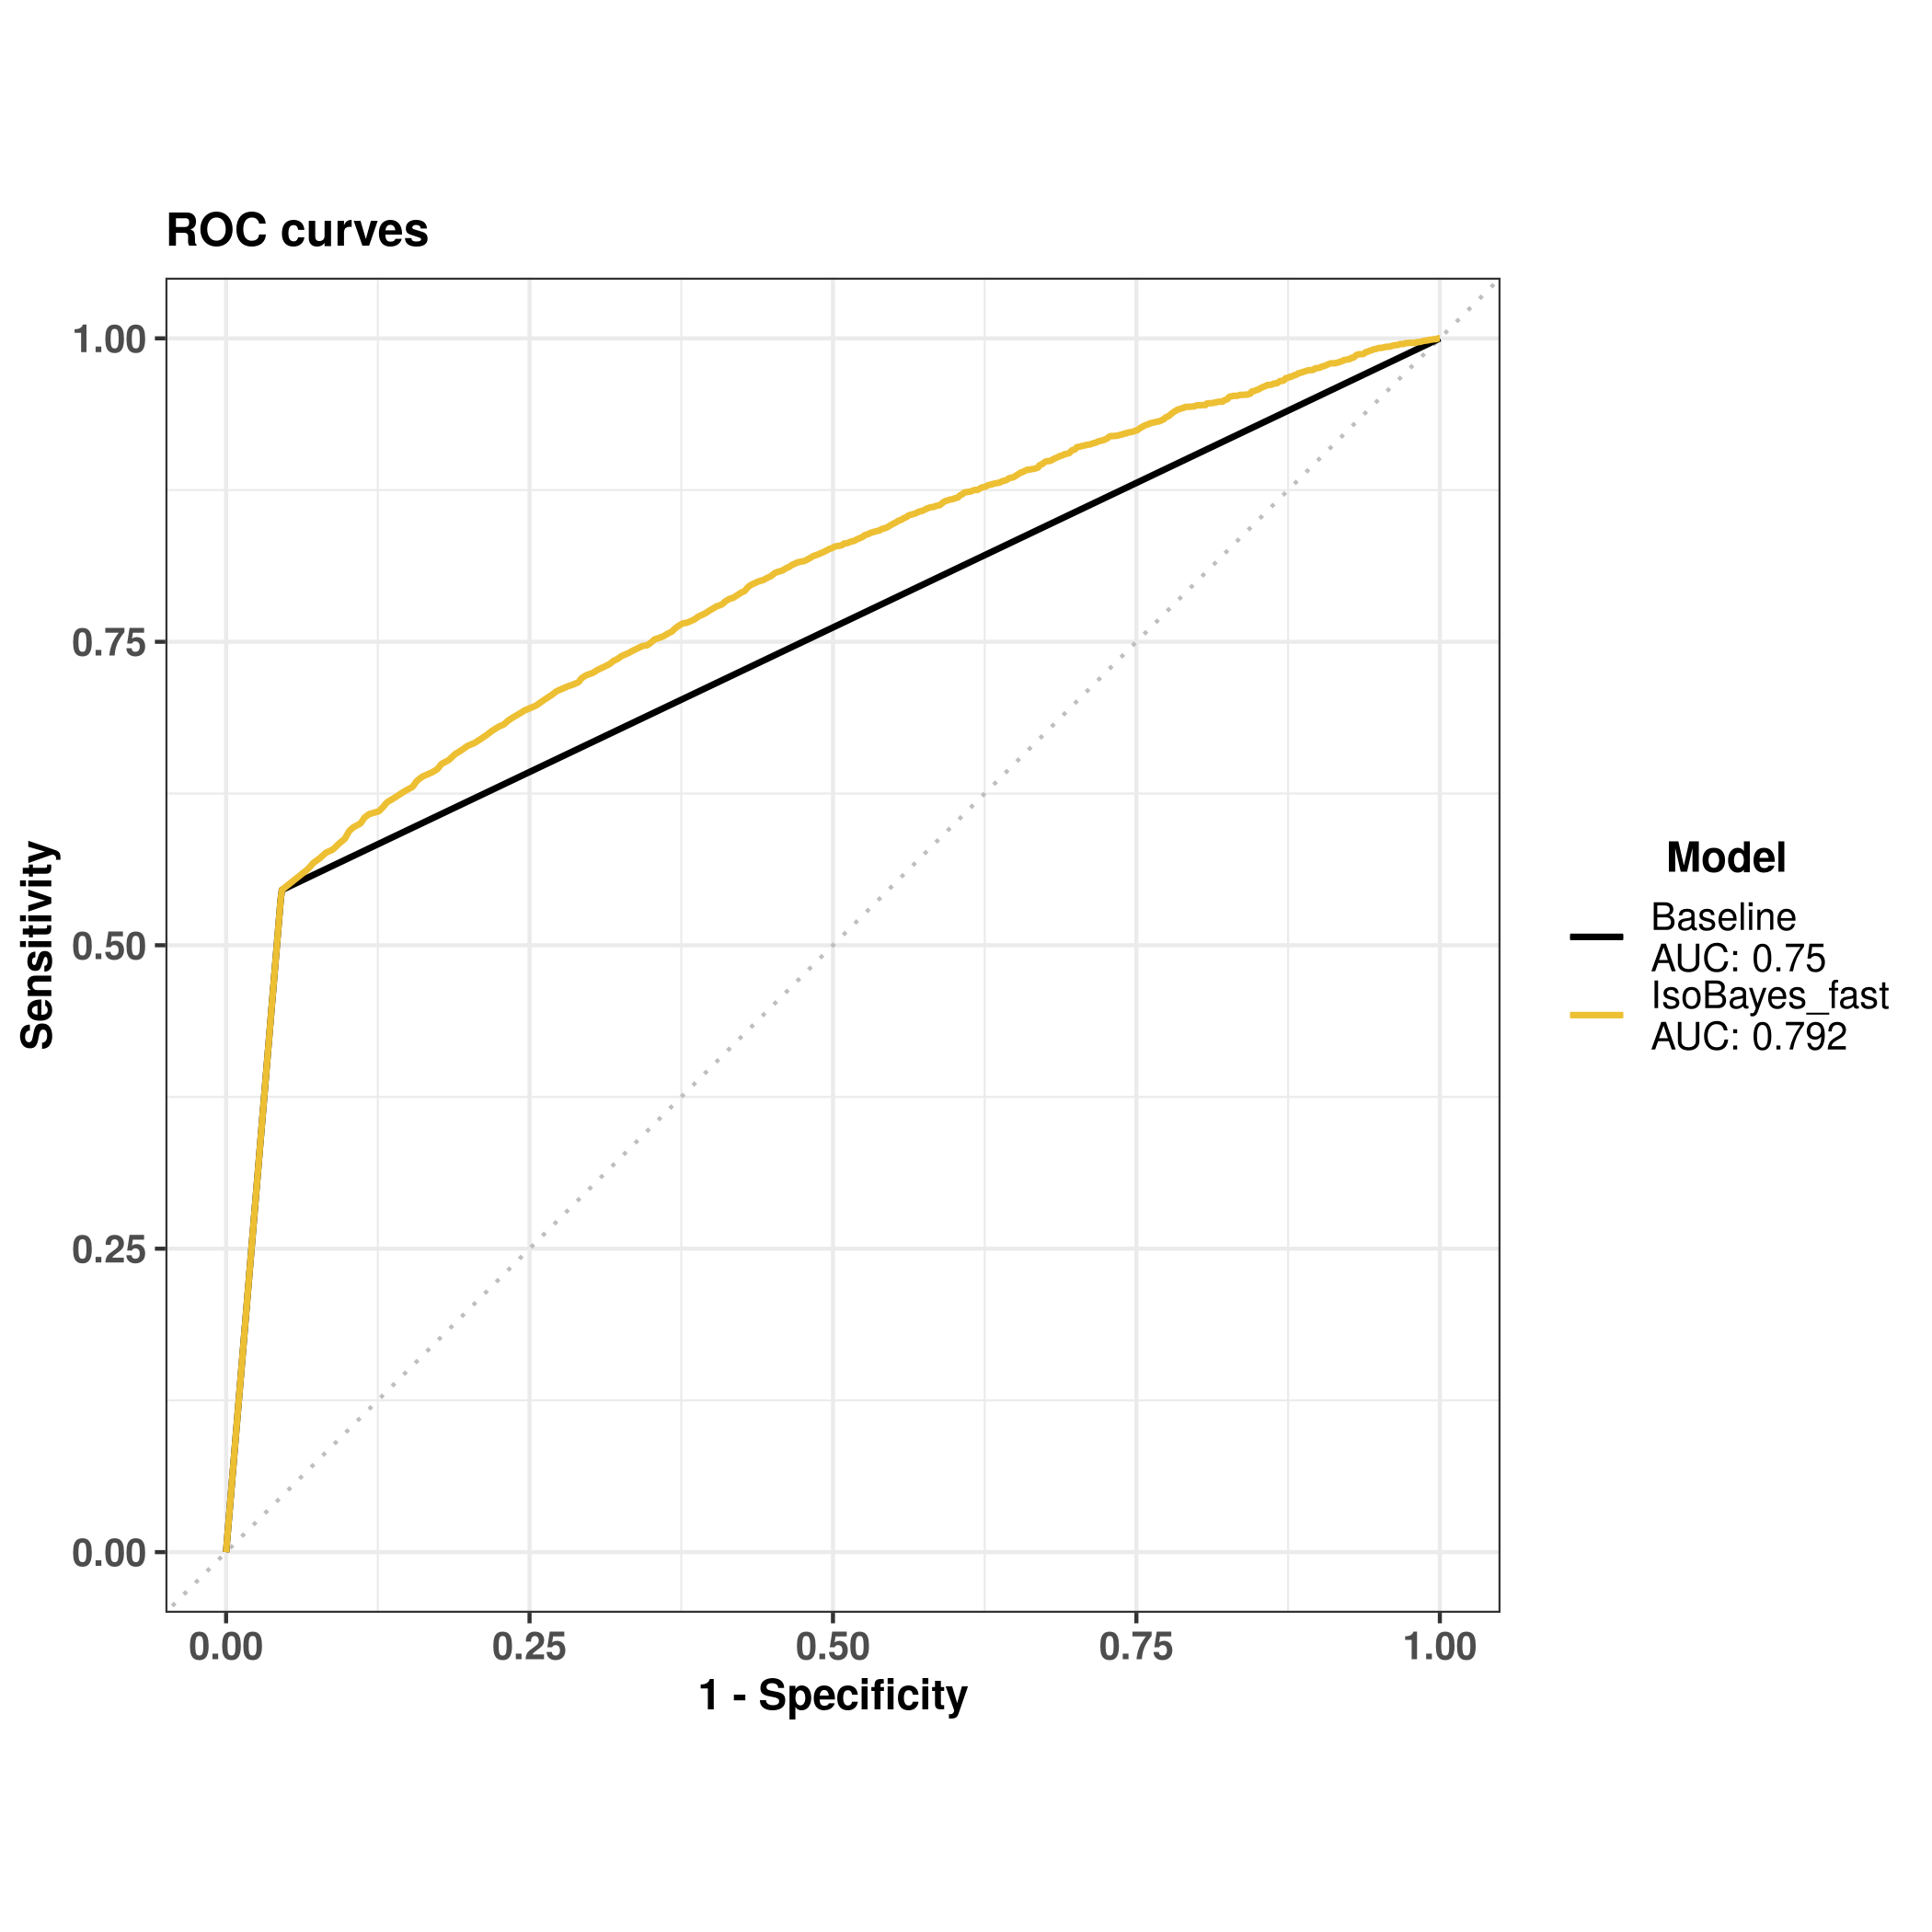 ROC curves
1.00
0.75
0.50
0.25
0.00
Sensitivity
0.00
0.25
0.50
0.75
1.00
1 - Specificity
Model
Baseline
AUC: 0.75
IsoBayes_fast
AUC: 0.792